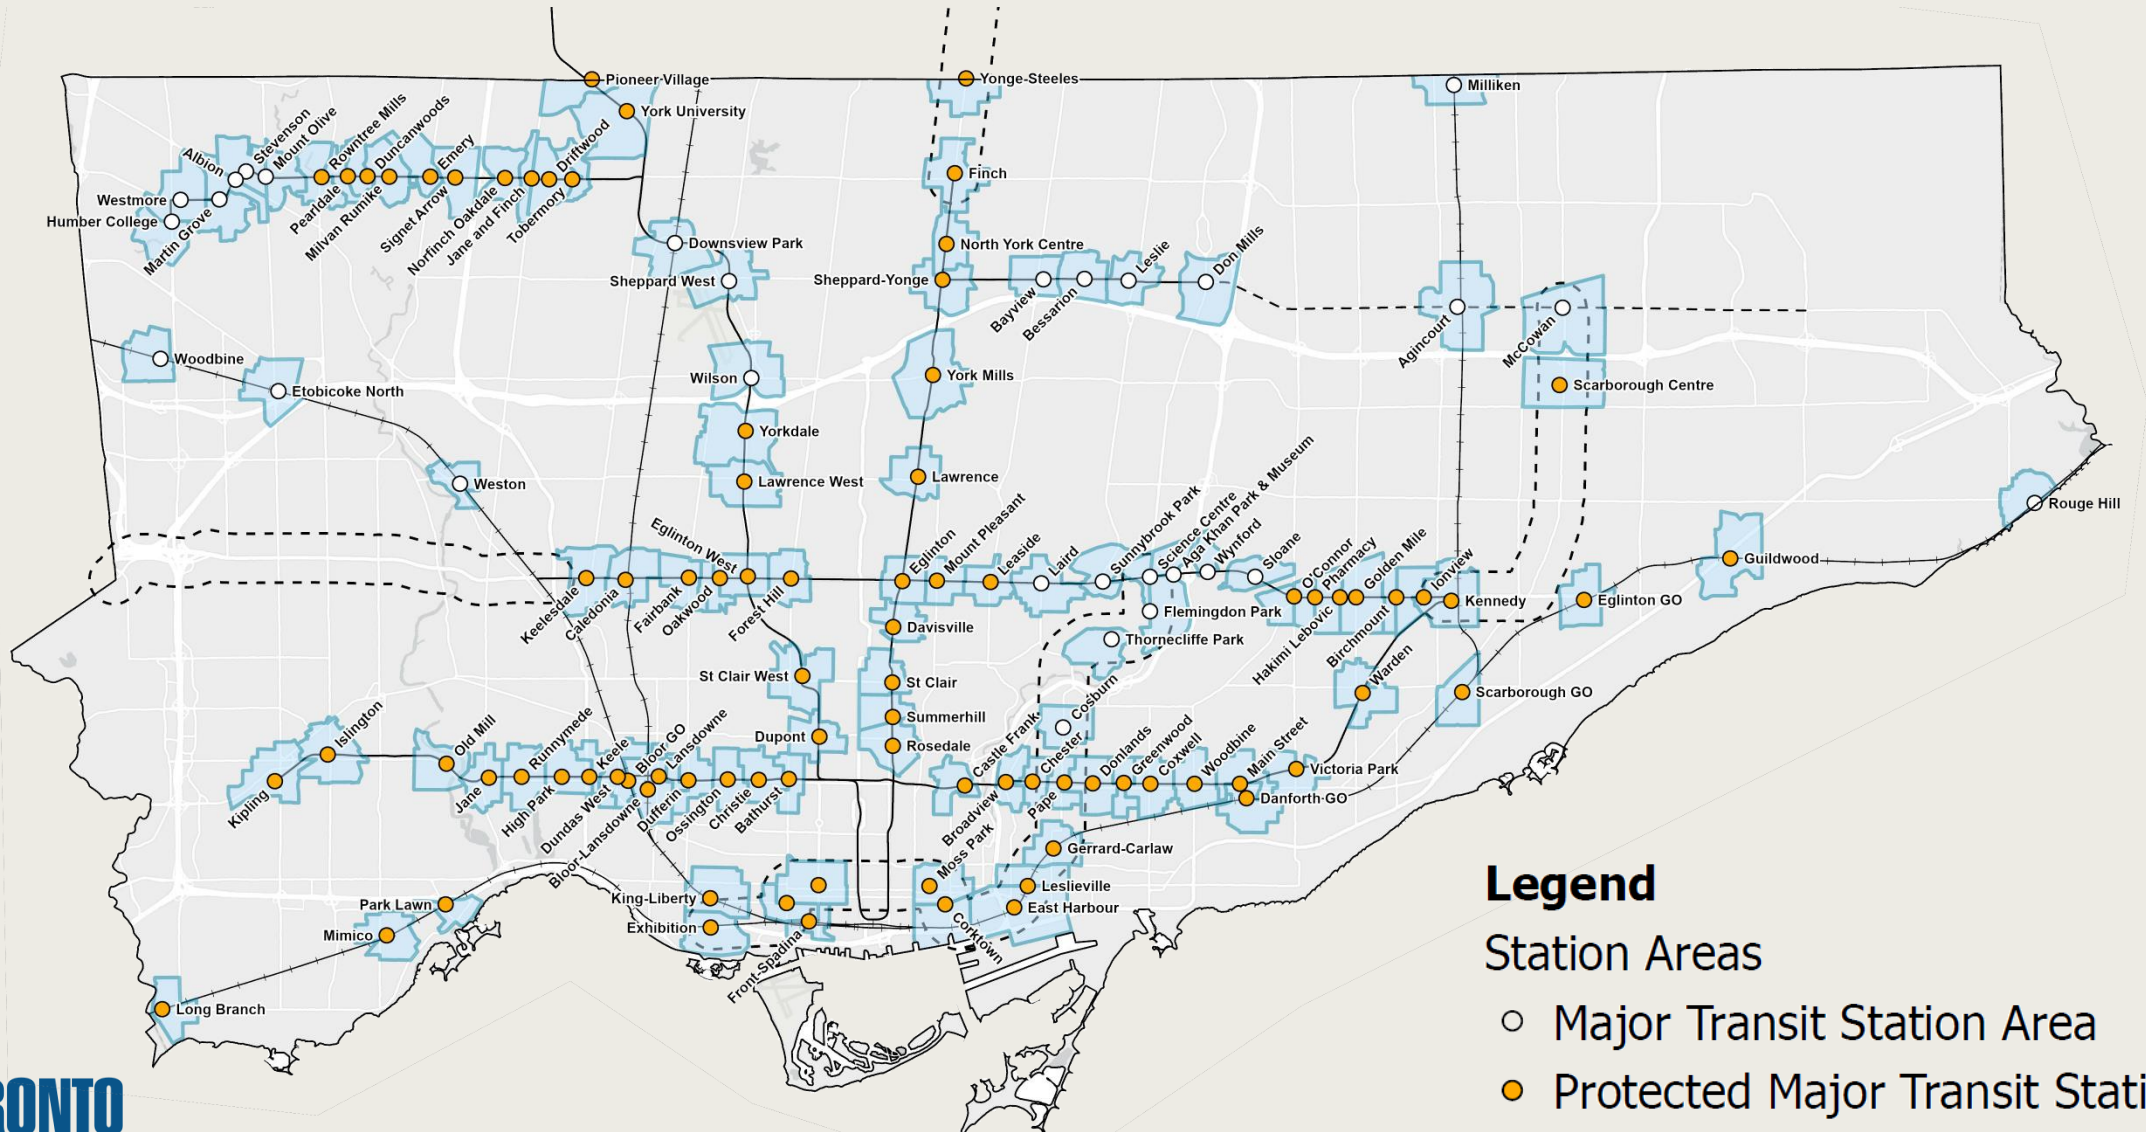 Pioneer Village
York University
Yonge-Steeles
Milliken
Albion
Stevenson
Mount Olive
Rowntree Mills
Duncanwoods
Emery
Driftwood
Westmore
Humber College
Martin Grove
Pearldale
Milvan Rumike
Signet Arrow
Norfinch Oakdale
Jane and Finch
Tobermory
Finch
Downsview Park
North York Centre
Sheppard West
Sheppard-Yonge
Bayview
Bessarion
Leslie
Don Mills
Agincourt
McCowan
Woodbine
Etobicoke North
Wilson
York Mills
Scarborough Centre
Yorkdale
Weston
Lawrence West
Lawrence
Rouge Hill
Eglinton West
Eglinton
Mount Pleasant
Leaside
Laird
Sunnybrook Park
Science Centre
Aga Khan Park & Museum
Wynford
Sloane
O'Connor
Pharmacy
Golden Mile
Ionview
Guildwood
Keelesdale
Caledonia
Fairbank
Oakwood
Forest Hill
Flemingdon Park
Thorncliffe Park
Hakimi Lebovic
Birchmount
Kennedy
Eglinton GO
Davisville
St Clair West
St Clair
Warden
Scarborough GO
Summerhill
Dupont
Rosedale
Islington
Kipling
Old Mill
Jane
Runnymede
High Park
Keele
Dundas West
Bloor GO
Bloor-Lansdowne
Lansdowne
Dufferin
Ossington
Christie
Bathurst
Castle Frank
Broadview
Chester
Cosburn
Pape
Donlands
Greenwood
Coxwell
Woodbine
Main Street
Victoria Park
Danforth GO
Gerrard-Carlaw
Moss Park
Leslieville
East Harbour
Corktown
King-Liberty
Exhibition
Front-Spadina
Park Lawn
Mimico
Long Branch
Legend
Station Areas
Major Transit Station Area
Protected Major Transit Stati
RONTO